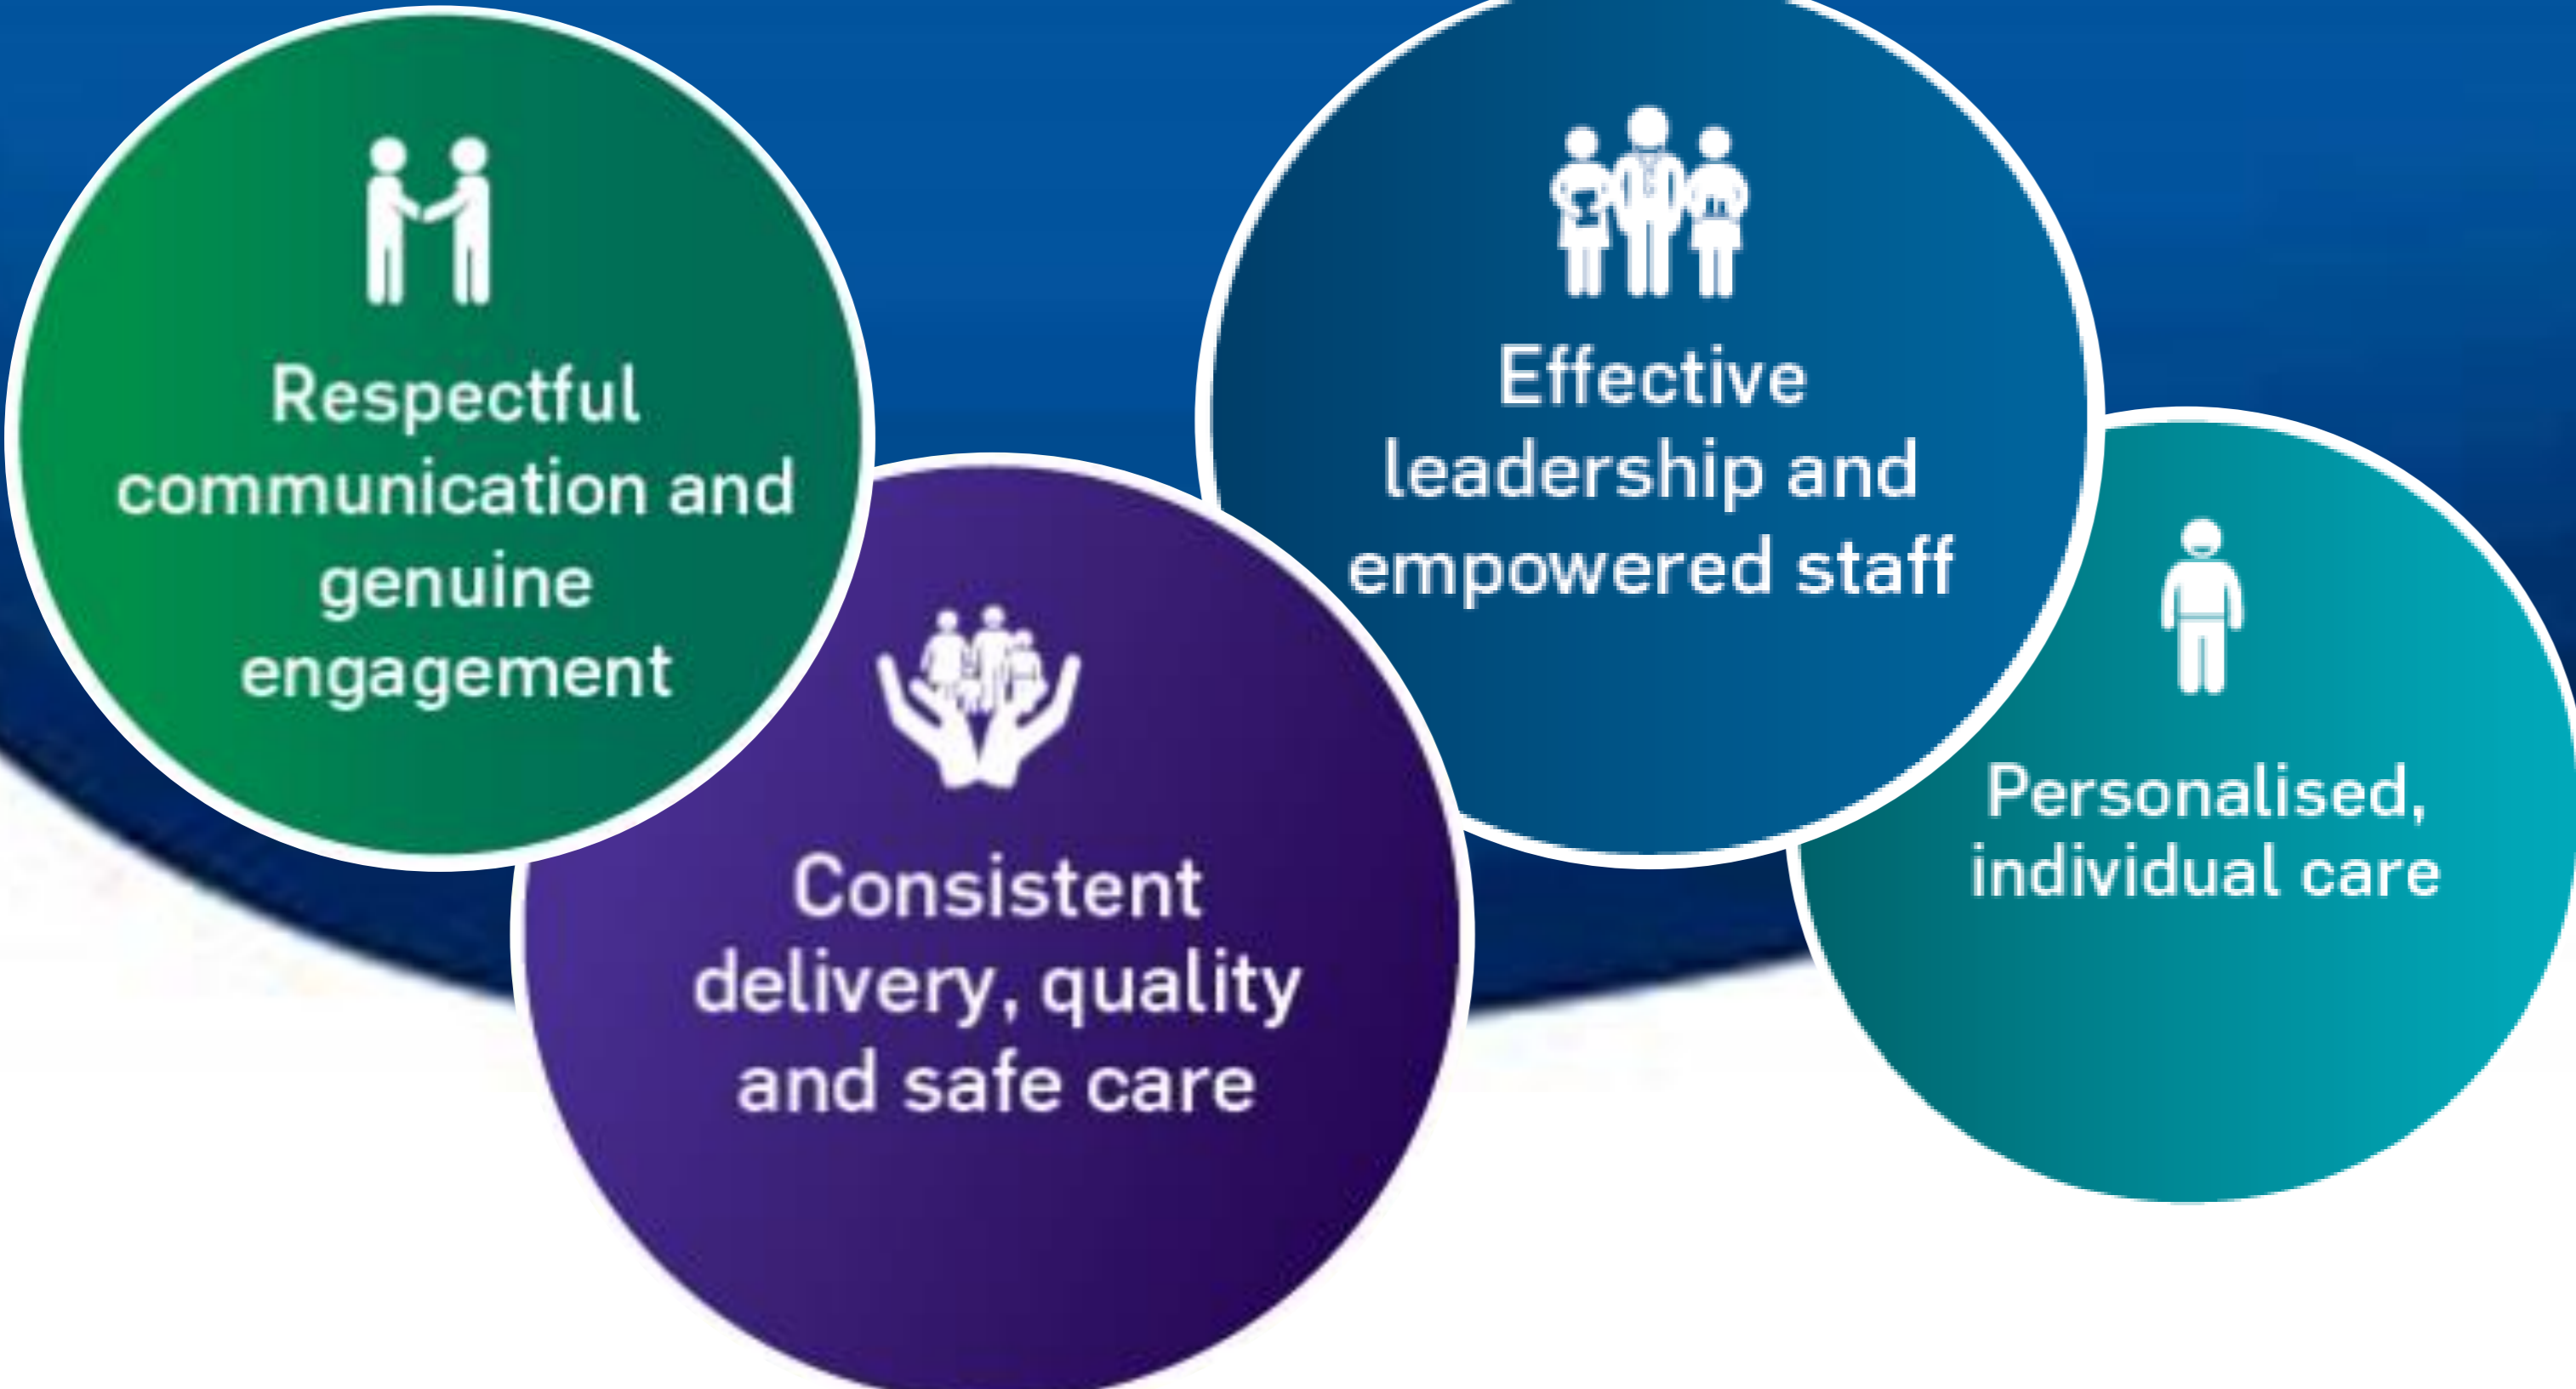 Respectful
communication and
genuine
engagement
Consistent
delivery, quality
and safe care
Effective
leadership and
empowered staff
Personalised,
individual care